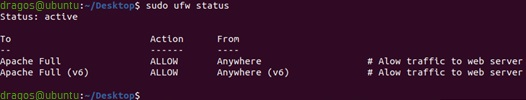 dragos@ubuntu:~/Desktop$ sudo ufw status
Status: active
To Action From
-- ------ ----
Apache Full ALLOW Anywhere # Alow traffic to web server
Apache Full (v6) ALLOW Anywhere (v6) # Alow traffic to web server
dragos@ubuntu:~/Desktop$